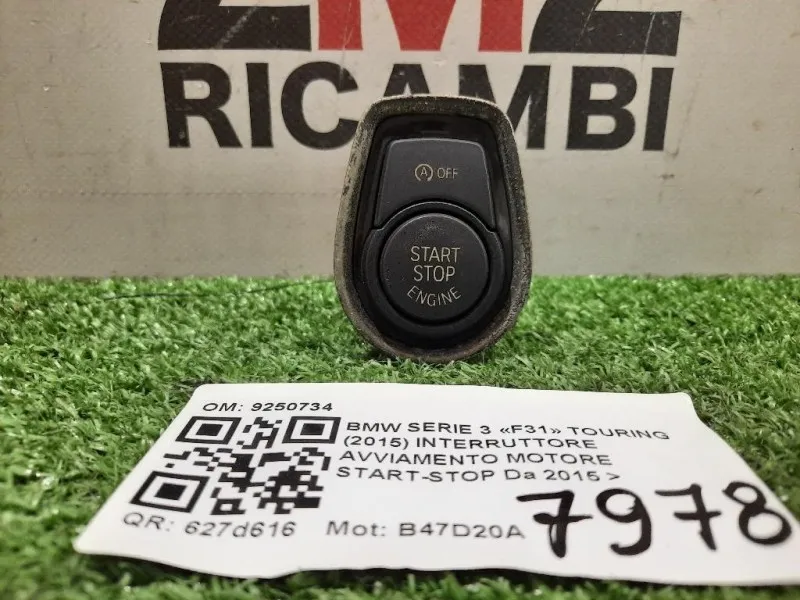 2M2
RICAMBI
A OFF
START
STOP
ENGINE
OM: 9250734
BMW SERIE 3 «F31» TOURING
(2015) INTERRUTTORE
AVVIAMENTO MOTORE
START-STOP Da 2015 >
QR: 627d616 Mot: B47D20A
7978